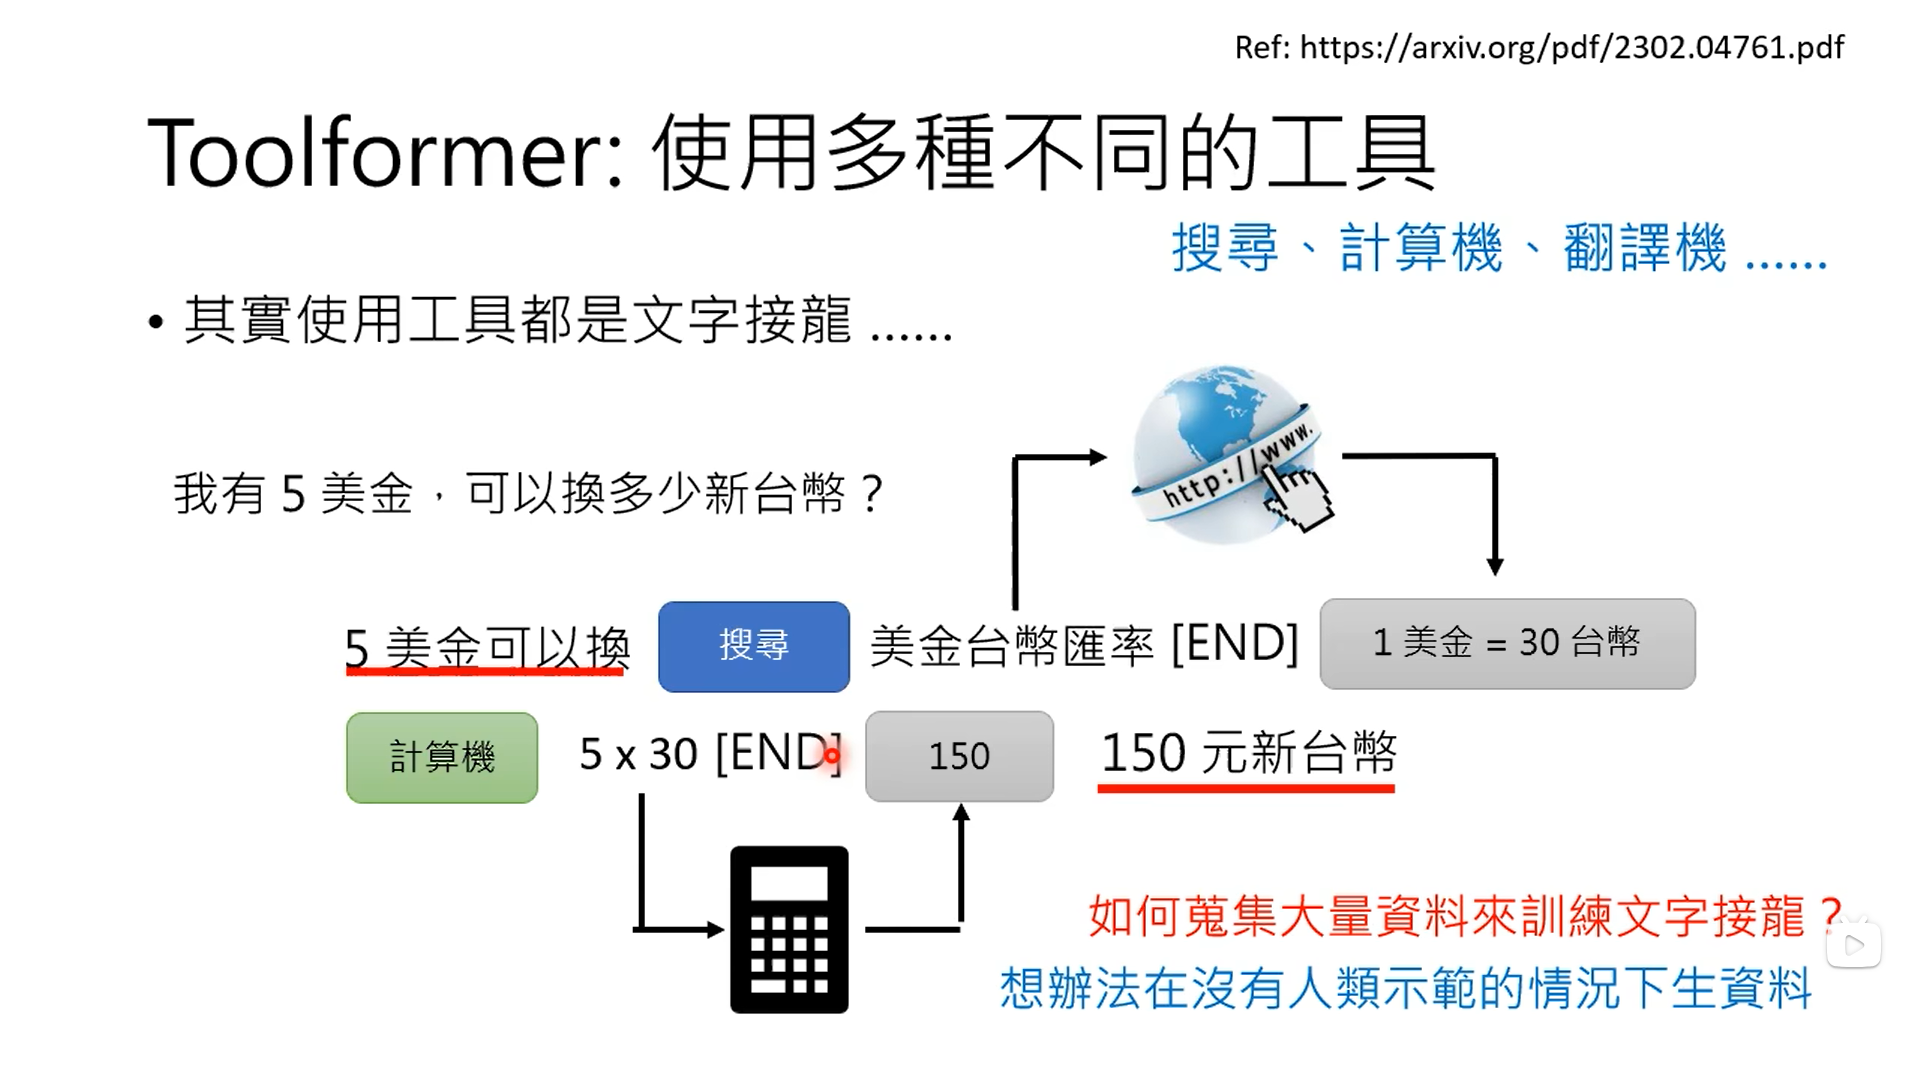 Ref: https://arxiv.org/pdf/2302.04761.pdf
Toolformer: 使用多種不同的工具
搜尋、計算機、翻譯機 ......
• 其實使用工具都是文字接龍 ......
http://www.
我有 5 美金，可以換多少新台幣？
5 美金可以換 搜尋 美金台幣匯率 [END] 1 美金 = 30 台幣
計算機 5 x 30 [END] 150 150 元新台幣
如何蒐集大量資料來訓練文字接龍？
想辦法在沒有人類示範的情況下生資料